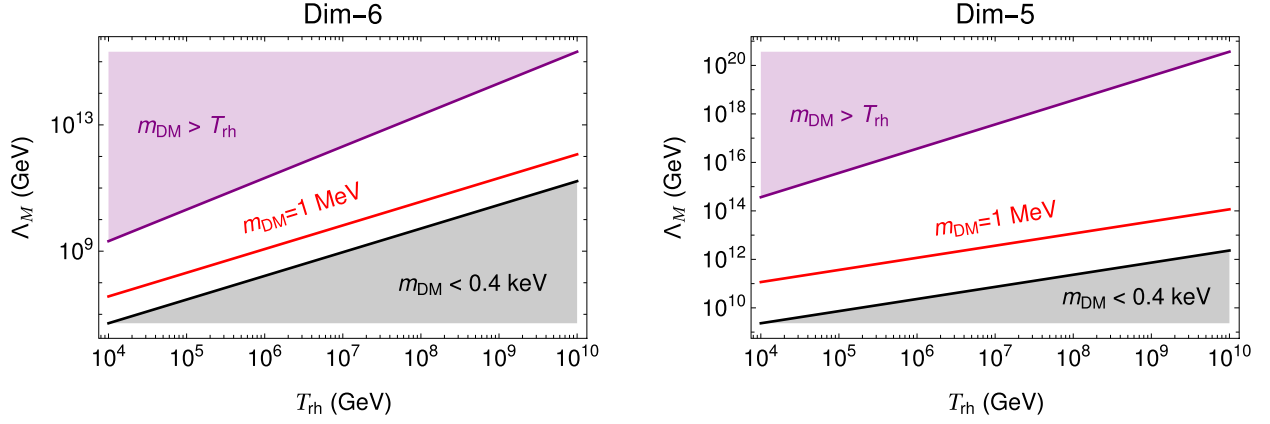 Dim-6
Λ_M (GeV)
10^13
10^9
m_DM > T_rh
m_DM=1 MeV
m_DM < 0.4 keV
10^4 10^5 10^6 10^7 10^8 10^9 10^10
T_rh (GeV)
Dim-5
Λ_M (GeV)
10^20
10^18
10^16
10^14
10^12
10^10
m_DM > T_rh
m_DM=1 MeV
m_DM < 0.4 keV
10^4 10^5 10^6 10^7 10^8 10^9 10^10
T_rh (GeV)